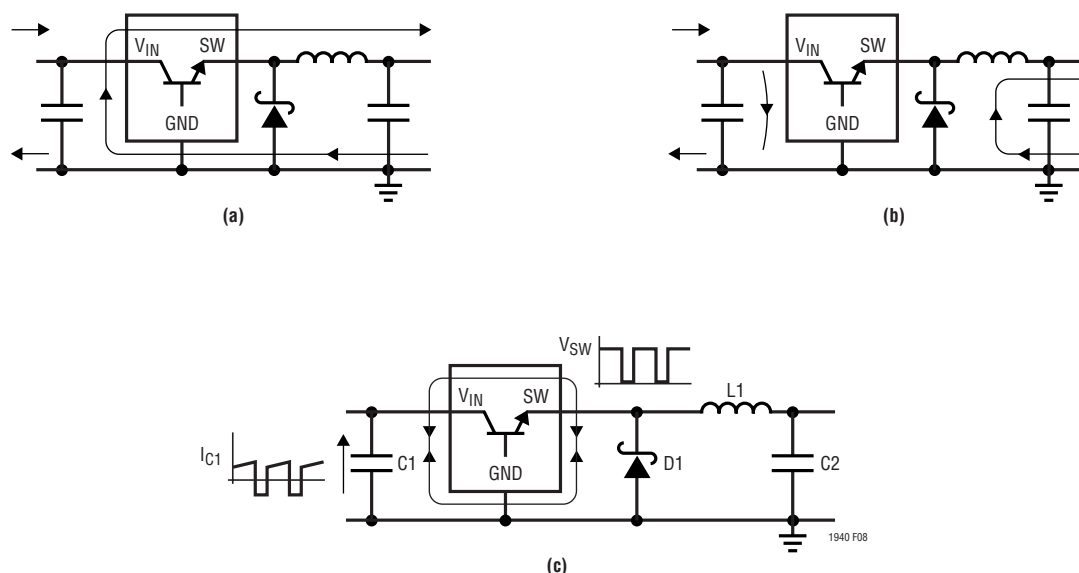 VIN SW
GND
(a)
VIN SW
GND
(b)
VSW
L1
VIN SW
IC1
C1
GND
D1
C2
1940 F08
(c)